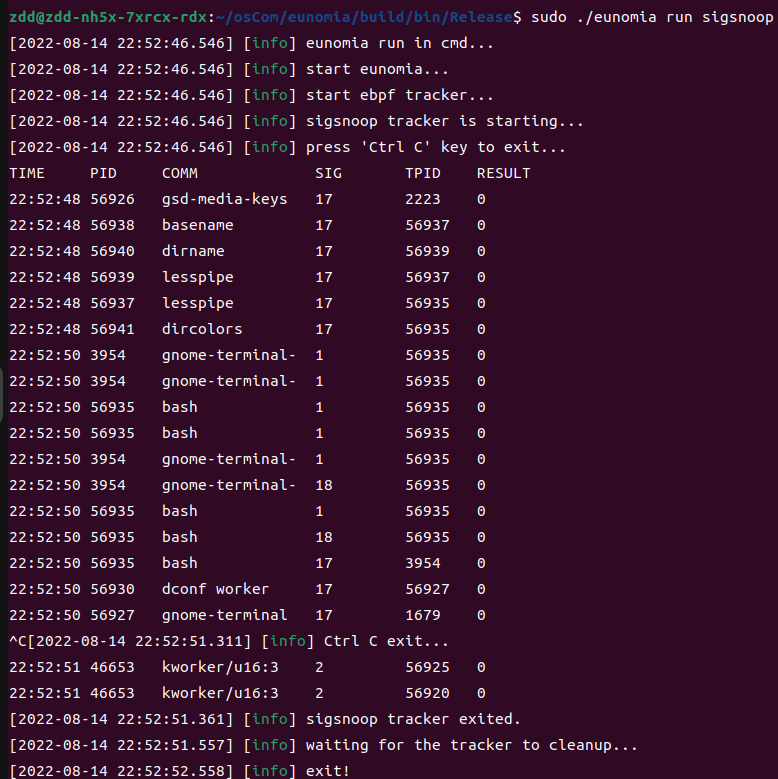 zdd@zdd-nh5x-7xrcx-rdx:~/osCom/eunomia/build/bin/Release$ sudo ./eunomia run sigsnoop
[2022-08-14 22:52:46.546] [info] eunomia run in cmd...
[2022-08-14 22:52:46.546] [info] start eunomia...
[2022-08-14 22:52:46.546] [info] start ebpf tracker...
[2022-08-14 22:52:46.546] [info] sigsnoop tracker is starting...
[2022-08-14 22:52:46.546] [info] press 'Ctrl C' key to exit...
TIME     PID     COMM             SIG       TPID    RESULT
22:52:48 56926   gsd-media-keys   17        2223    0
22:52:48 56938   basename         17        56937   0
22:52:48 56940   dirname          17        56939   0
22:52:48 56939   lesspipe         17        56937   0
22:52:48 56937   lesspipe         17        56935   0
22:52:48 56941   dircolors        17        56935   0
22:52:50 3954    gnome-terminal-  1         56935   0
22:52:50 3954    gnome-terminal-  1         56935   0
22:52:50 56935   bash             1         56935   0
22:52:50 56935   bash             1         56935   0
22:52:50 3954    gnome-terminal-  1         56935   0
22:52:50 3954    gnome-terminal-  18        56935   0
22:52:50 56935   bash             1         56935   0
22:52:50 56935   bash             18        56935   0
22:52:50 56935   bash             17        3954    0
22:52:50 56930   dconf worker     17        56927   0
22:52:50 56927   gnome-terminal   17        1679    0
^C[2022-08-14 22:52:51.311] [info] Ctrl C exit...
22:52:51 46653   kworker/u16:3    2         56925   0
22:52:51 46653   kworker/u16:3    2         56920   0
[2022-08-14 22:52:51.361] [info] sigsnoop tracker exited.
[2022-08-14 22:52:51.557] [info] waiting for the tracker to cleanup...
[2022-08-14 22:52:52.558] [info] exit!